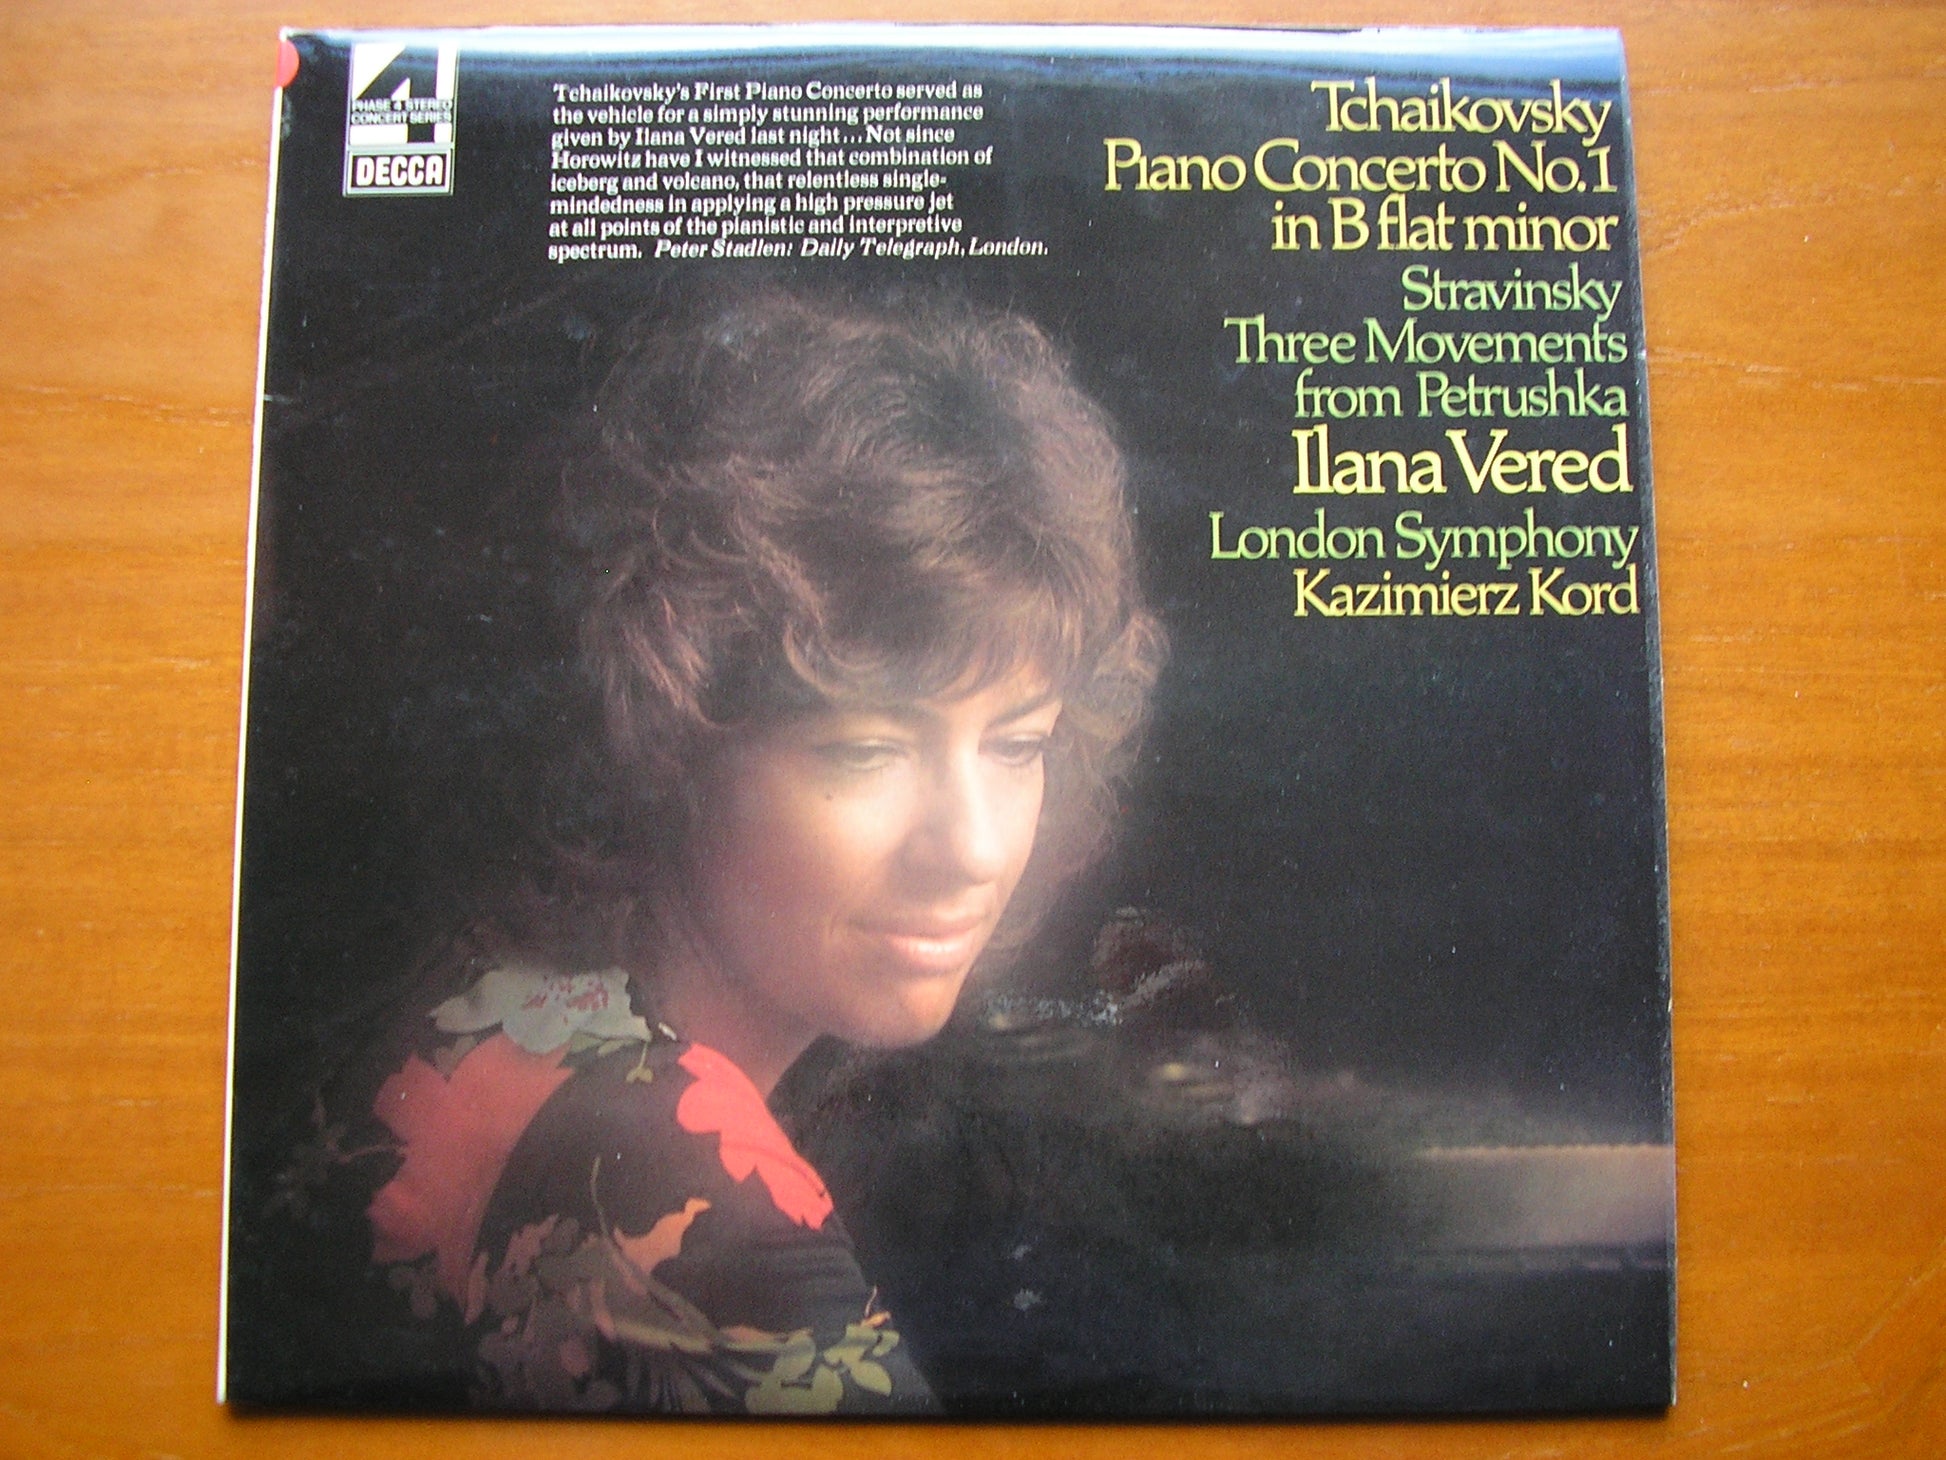 PHASE 4 STEREO
CONCERT SERIES
DECCA
Tchaikovsky's First Piano Concerto served as
the vehicle for a simply stunning performance
given by Ilana Vered last night...Not since
Horowitz have I witnessed that combination of
iceberg and volcano, that relentless single-
mindedness in applying a high pressure jet
at all points of the pianistic and interpretive
spectrum. Peter Stadlen: Daily Telegraph, London.
Tchaikovsky
Piano Concerto No.1
in B flat minor
Stravinsky
Three Movements
from Petrushka
Ilana Vered
London Symphony
Kazimierz Kord